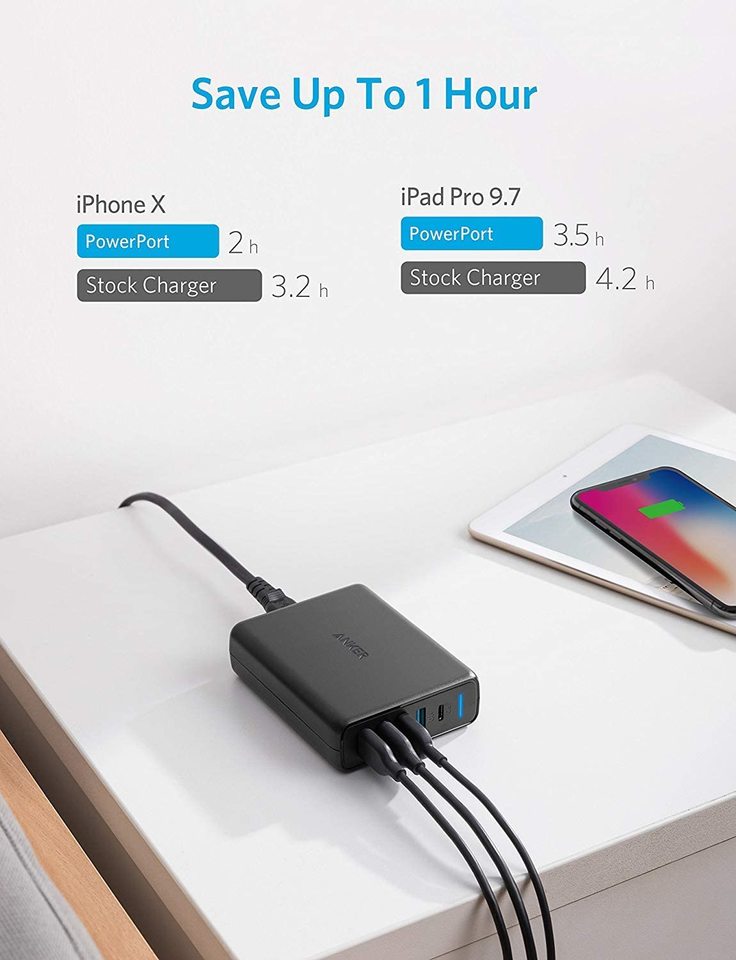 Save Up To 1 Hour
iPhone X
PowerPort 2 h
Stock Charger 3.2 h
iPad Pro 9.7
PowerPort 3.5 h
Stock Charger 4.2 h
ANKER